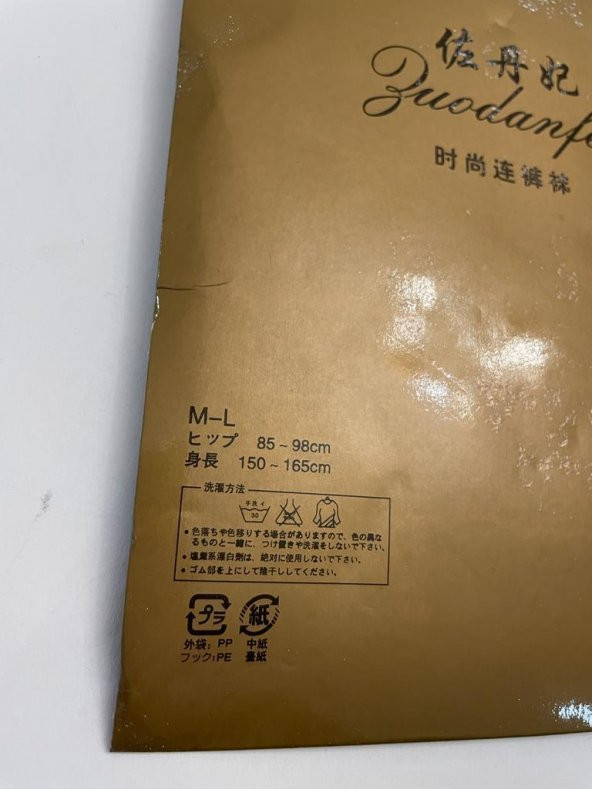 佐丹妃
Zuodanfe
时尚连裤袜
M-L
ヒップ 85~98cm
身長 150~165cm
洗濯方法
手洗イ
30
• 色落ちや色移りする場合がありますので、色の異な
るものと一緒に、つけ置きや洗濯をしないで下さい。
• 塩素系漂白剤は、絶対に使用しないで下さい。
• ゴム部を上にして陰干ししてください。
プラ 紙
外袋: PP 中紙
フック:PE 臺紙